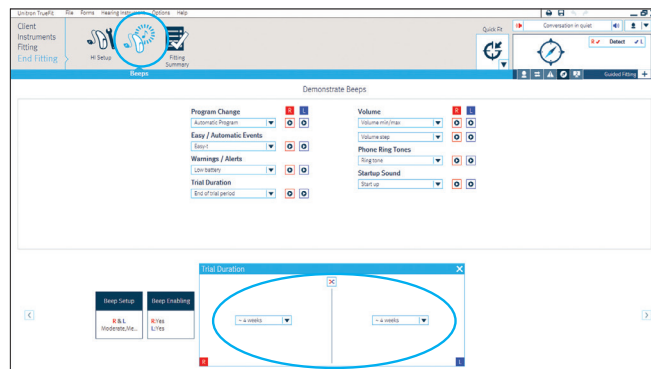 Unitron TrueFit File Forms Hearing Instruments Options Help
Client
Instruments
Fitting
End Fitting
HI Setup
Fitting
Summary
Beeps
Quick Fit
Conversation in quiet
R Detect L
Guided Fitting +
Demonstrate Beeps
R L
Program Change
Automatic Program
Easy / Automatic Events
Easy-t
Warnings / Alerts
Low battery
Trial Duration
End of trial period
R L
Volume
Volume min/max
Volume step
Phone Ring Tones
Ring tone
Startup Sound
Start up
Beep Setup
R & L
Moderate,Me...
Beep Enabling
R:Yes
L:Yes
Trial Duration X
~ 4 weeks ~ 4 weeks
R L